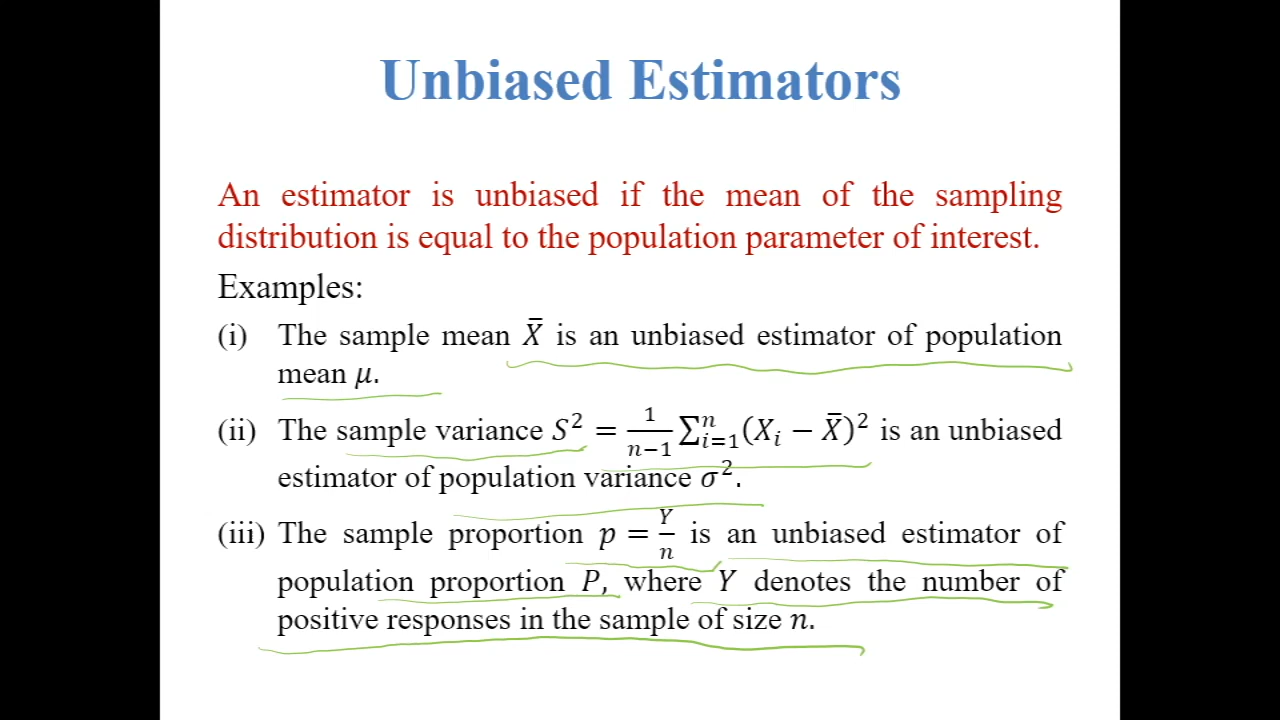 Unbiased Estimators
An estimator is unbiased if the mean of the sampling
distribution is equal to the population parameter of interest.
Examples:
(i) The sample mean X̄ is an unbiased estimator of population
mean μ.
(ii) The sample variance S² = 1/(n−1) ∑ⁿᵢ₌₁(Xᵢ − X̄)² is an unbiased
estimator of population variance σ².
(iii) The sample proportion p = Y/n is an unbiased estimator of
population proportion P, where Y denotes the number of
positive responses in the sample of size n.